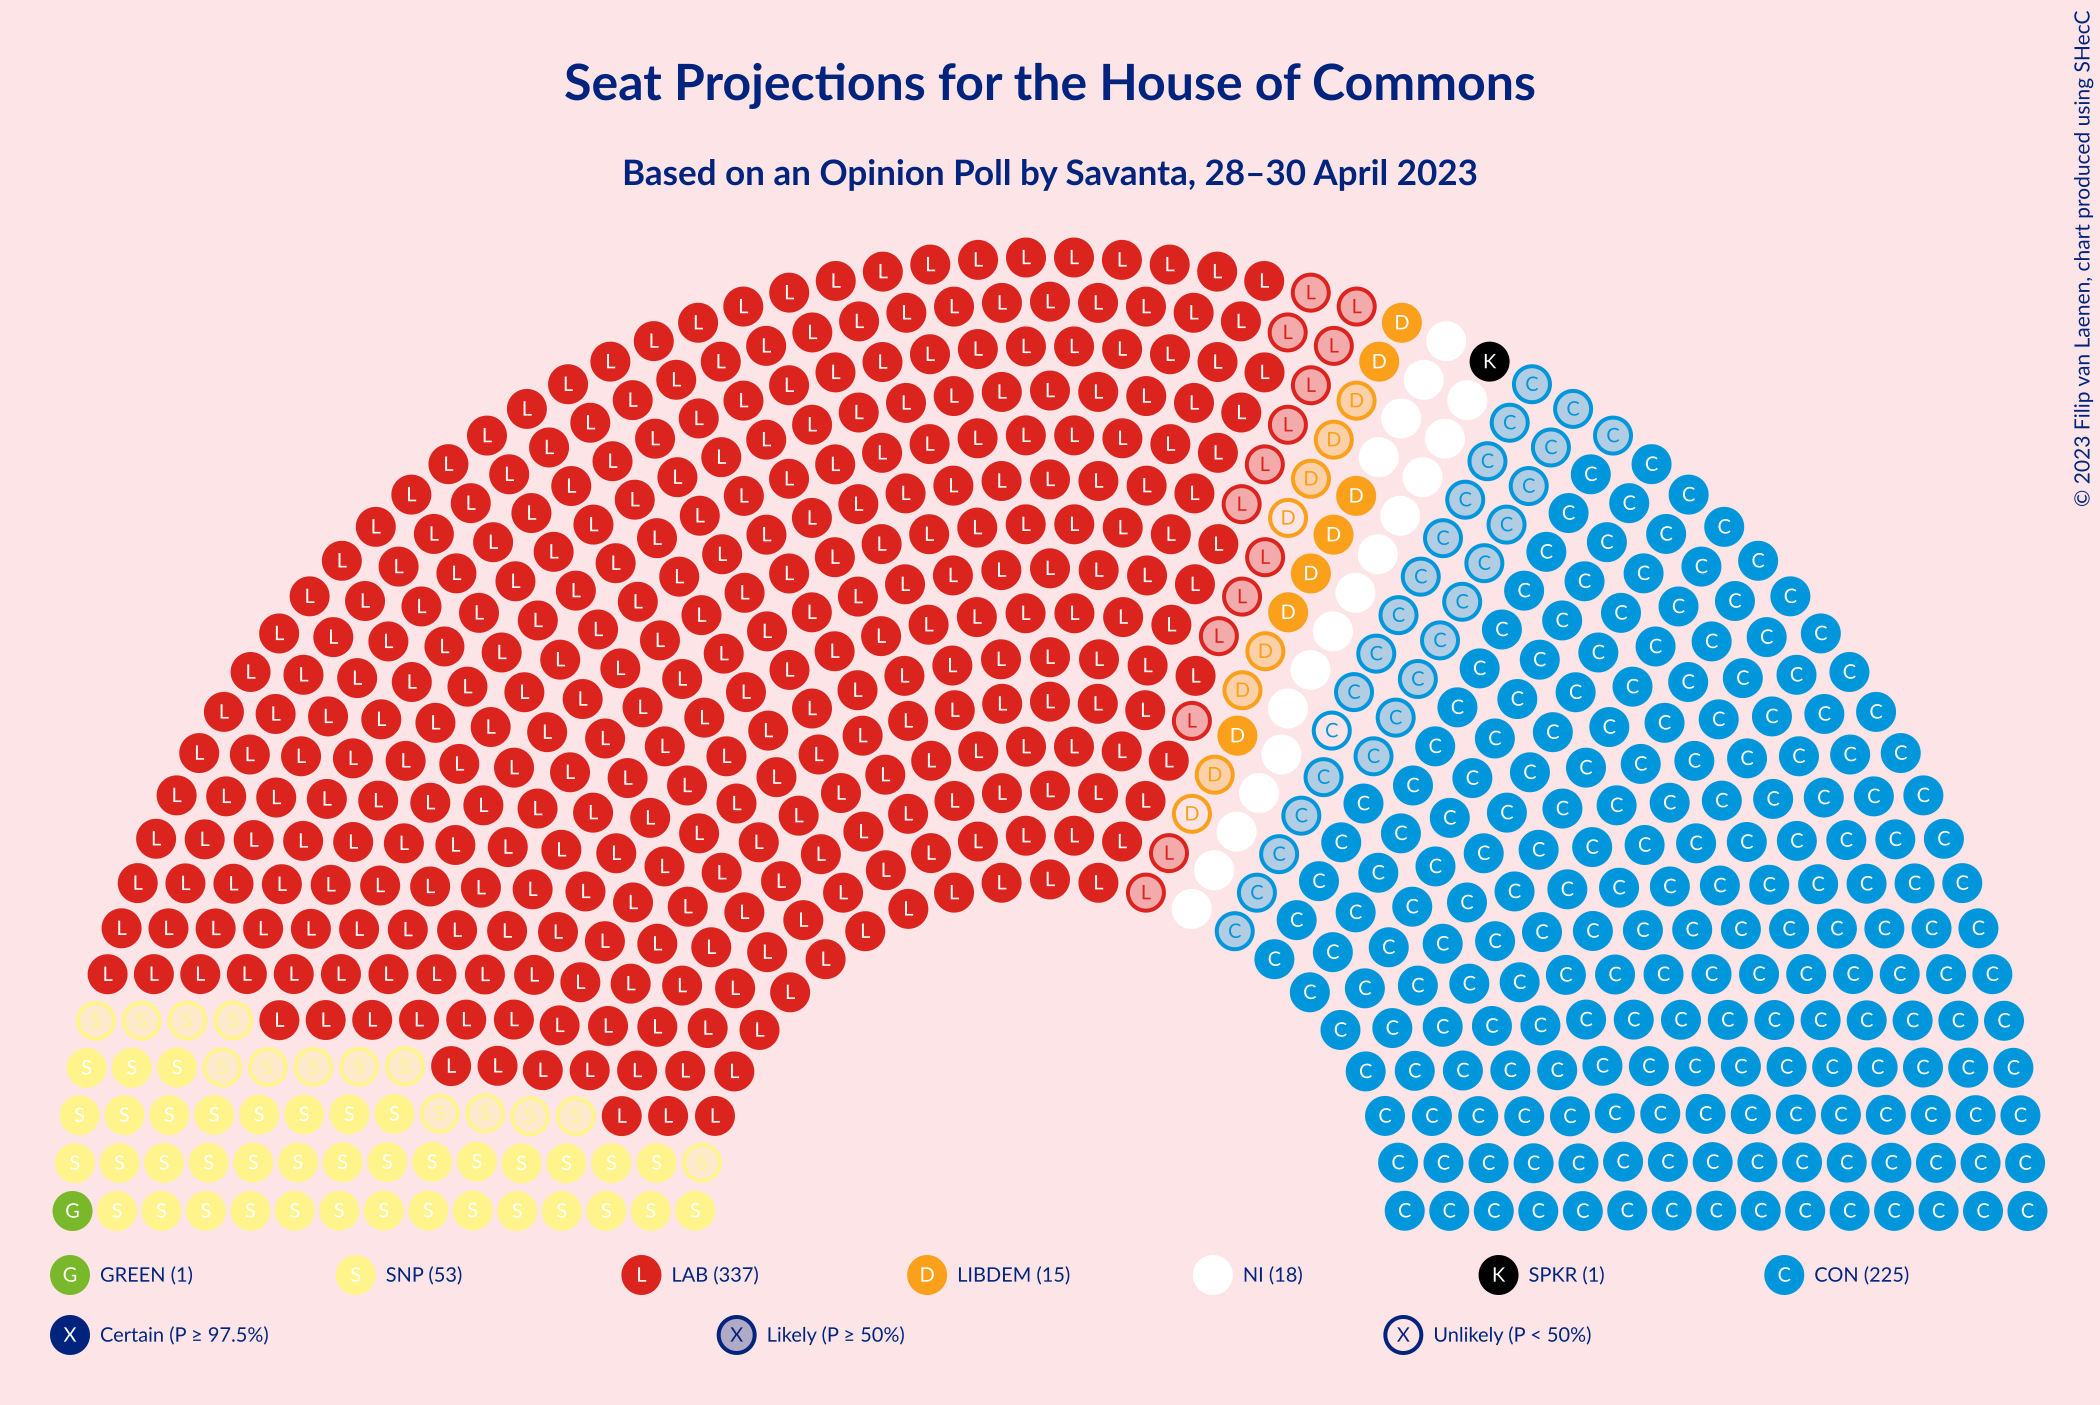 Seat Projections for the House of Commons
Based on an Opinion Poll by Savanta, 28–30 April 2023
© 2023 Filip van Laenen, chart produced using SHecC
G GREEN (1) S SNP (53) L LAB (337) D LIBDEM (15) NI (18) K SPKR (1) C CON (225)
X Certain (P ≥ 97.5%) X Likely (P ≥ 50%) X Unlikely (P < 50%)